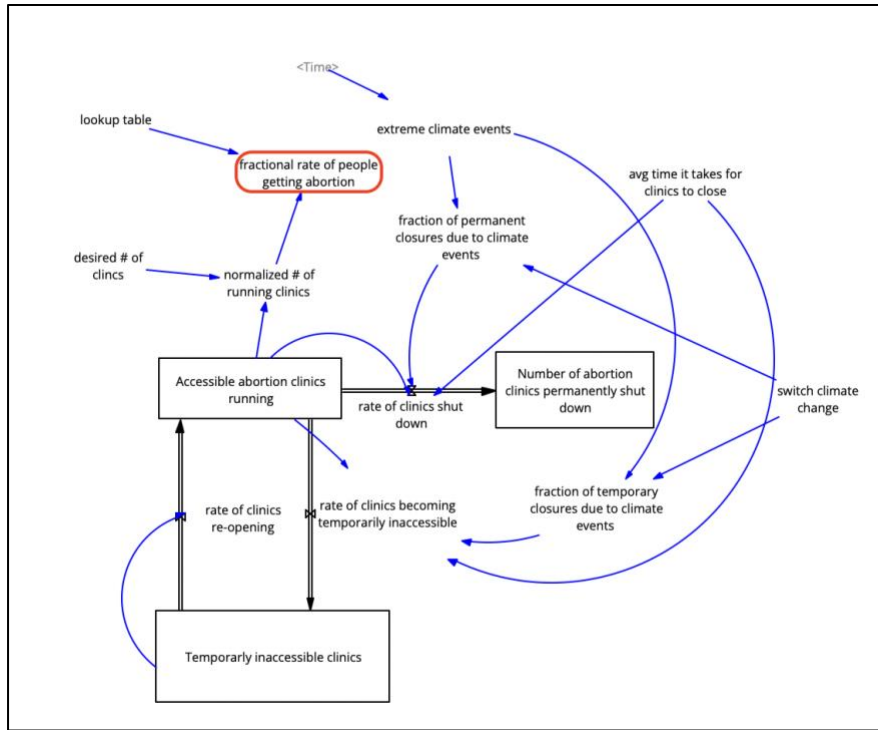 <Time>
lookup table
extreme climate events
fractional rate of people
getting abortion
avg time it takes for
clinics to close
fraction of permanent
closures due to climate
events
desired # of
clincs
normalized # of
running clinics
Accessible abortion clinics
running
Number of abortion
clinics permanently shut
down
rate of clinics shut
down
switch climate
change
rate of clinics
re-opening
rate of clinics becoming
temporarily inaccessible
fraction of temporary
closures due to climate
events
Temporarly inaccessible clinics